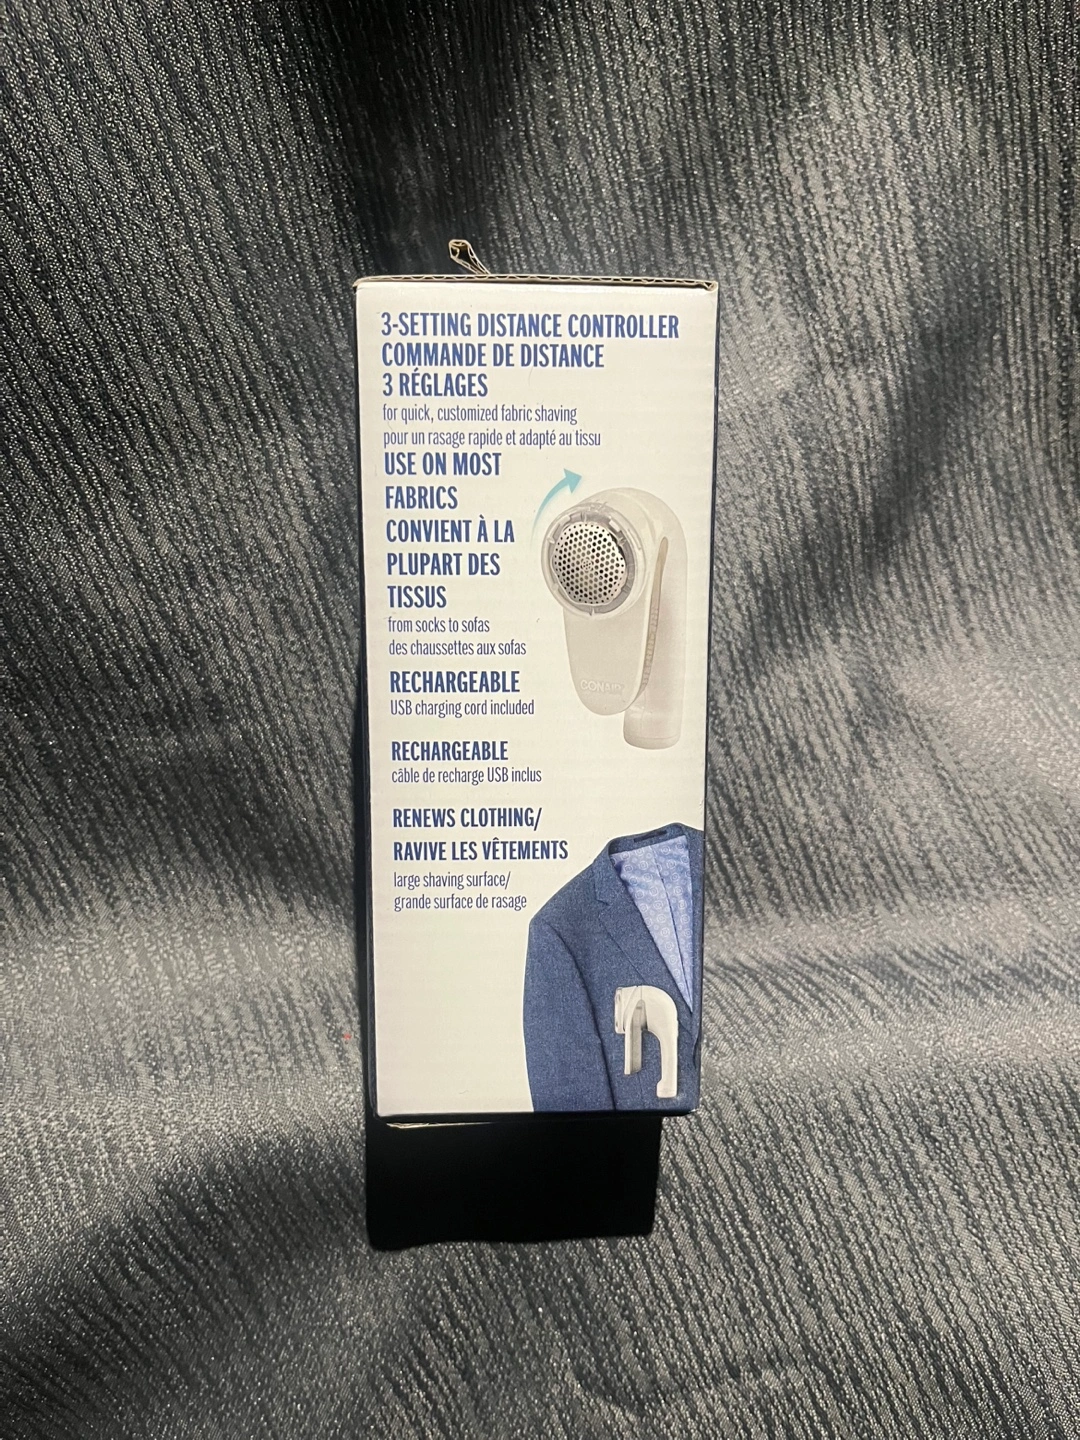 3-SETTING DISTANCE CONTROLLER
COMMANDE DE DISTANCE
3 RÉGLAGES
for quick, customized fabric shaving
pour un rasage rapide et adapté au tissu
USE ON MOST
FABRICS
CONVIENT À LA
PLUPART DES
TISSUS
from socks to sofas
des chaussettes aux sofas
RECHARGEABLE
USB charging cord included
RECHARGEABLE
câble de recharge USB inclus
RENEWS CLOTHING/
RAVIVE LES VÊTEMENTS
large shaving surface/
grande surface de rasage
CONAIR